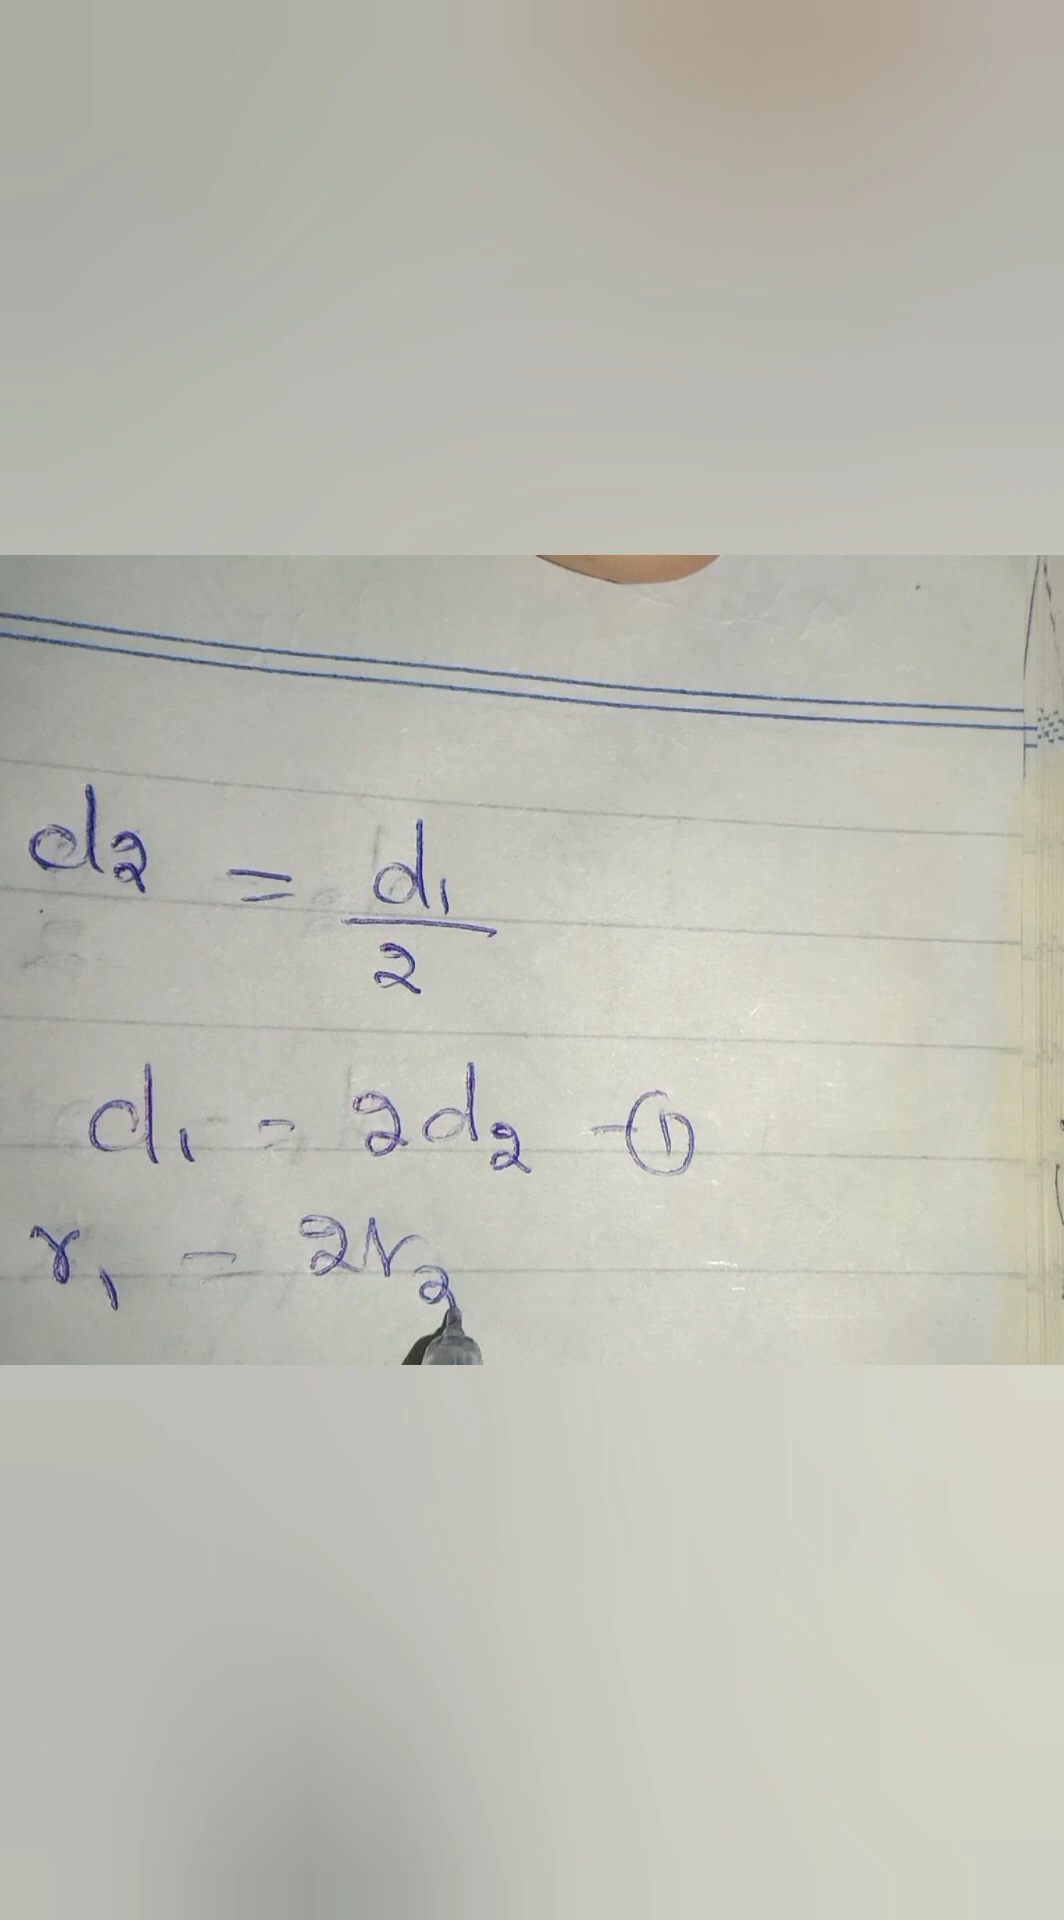 d2 = d1/2
d1 = 2d2 -①
r1 = 2r2